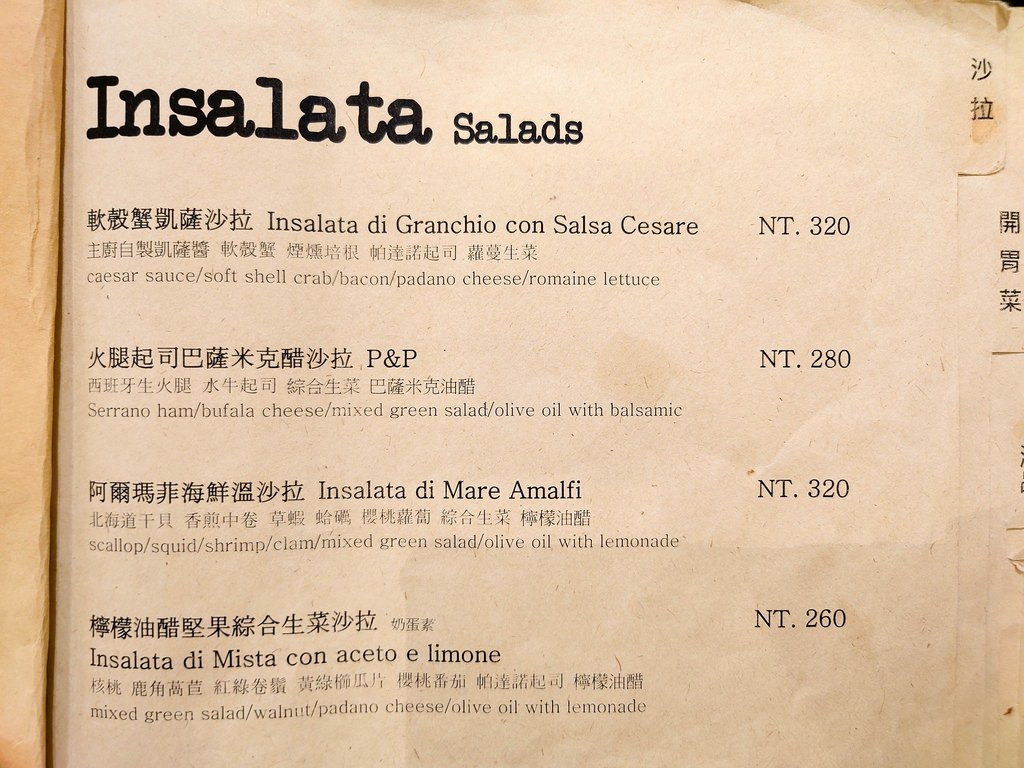 Insalata Salads
軟殼蟹凱薩沙拉 Insalata di Granchio con Salsa Cesare NT. 320
主廚自製凱薩醬 軟殼蟹 煙燻培根 帕達諾起司 蘿蔓生菜
caesar sauce/soft shell crab/bacon/padano cheese/romaine lettuce
火腿起司巴薩米克醋沙拉 P&P NT. 280
西班牙生火腿 水牛起司 綜合生菜 巴薩米克油醋
Serrano ham/bufala cheese/mixed green salad/olive oil with balsamic
阿爾瑪菲海鮮溫沙拉 Insalata di Mare Amalfi NT. 320
北海道干貝 香煎中卷 草蝦 蛤蠣 櫻桃蘿蔔 綜合生菜 檸檬油醋
scallop/squid/shrimp/clam/mixed green salad/olive oil with lemonade
檸檬油醋堅果綜合生菜沙拉 奶蛋素 NT. 260
Insalata di Mista con aceto e limone
核桃 鹿角萵苣 紅綠卷鬚 黃綠櫛瓜片 櫻桃番茄 帕達諾起司 檸檬油醋
mixed green salad/walnut/padano cheese/olive oil with lemonade
沙拉
開胃菜